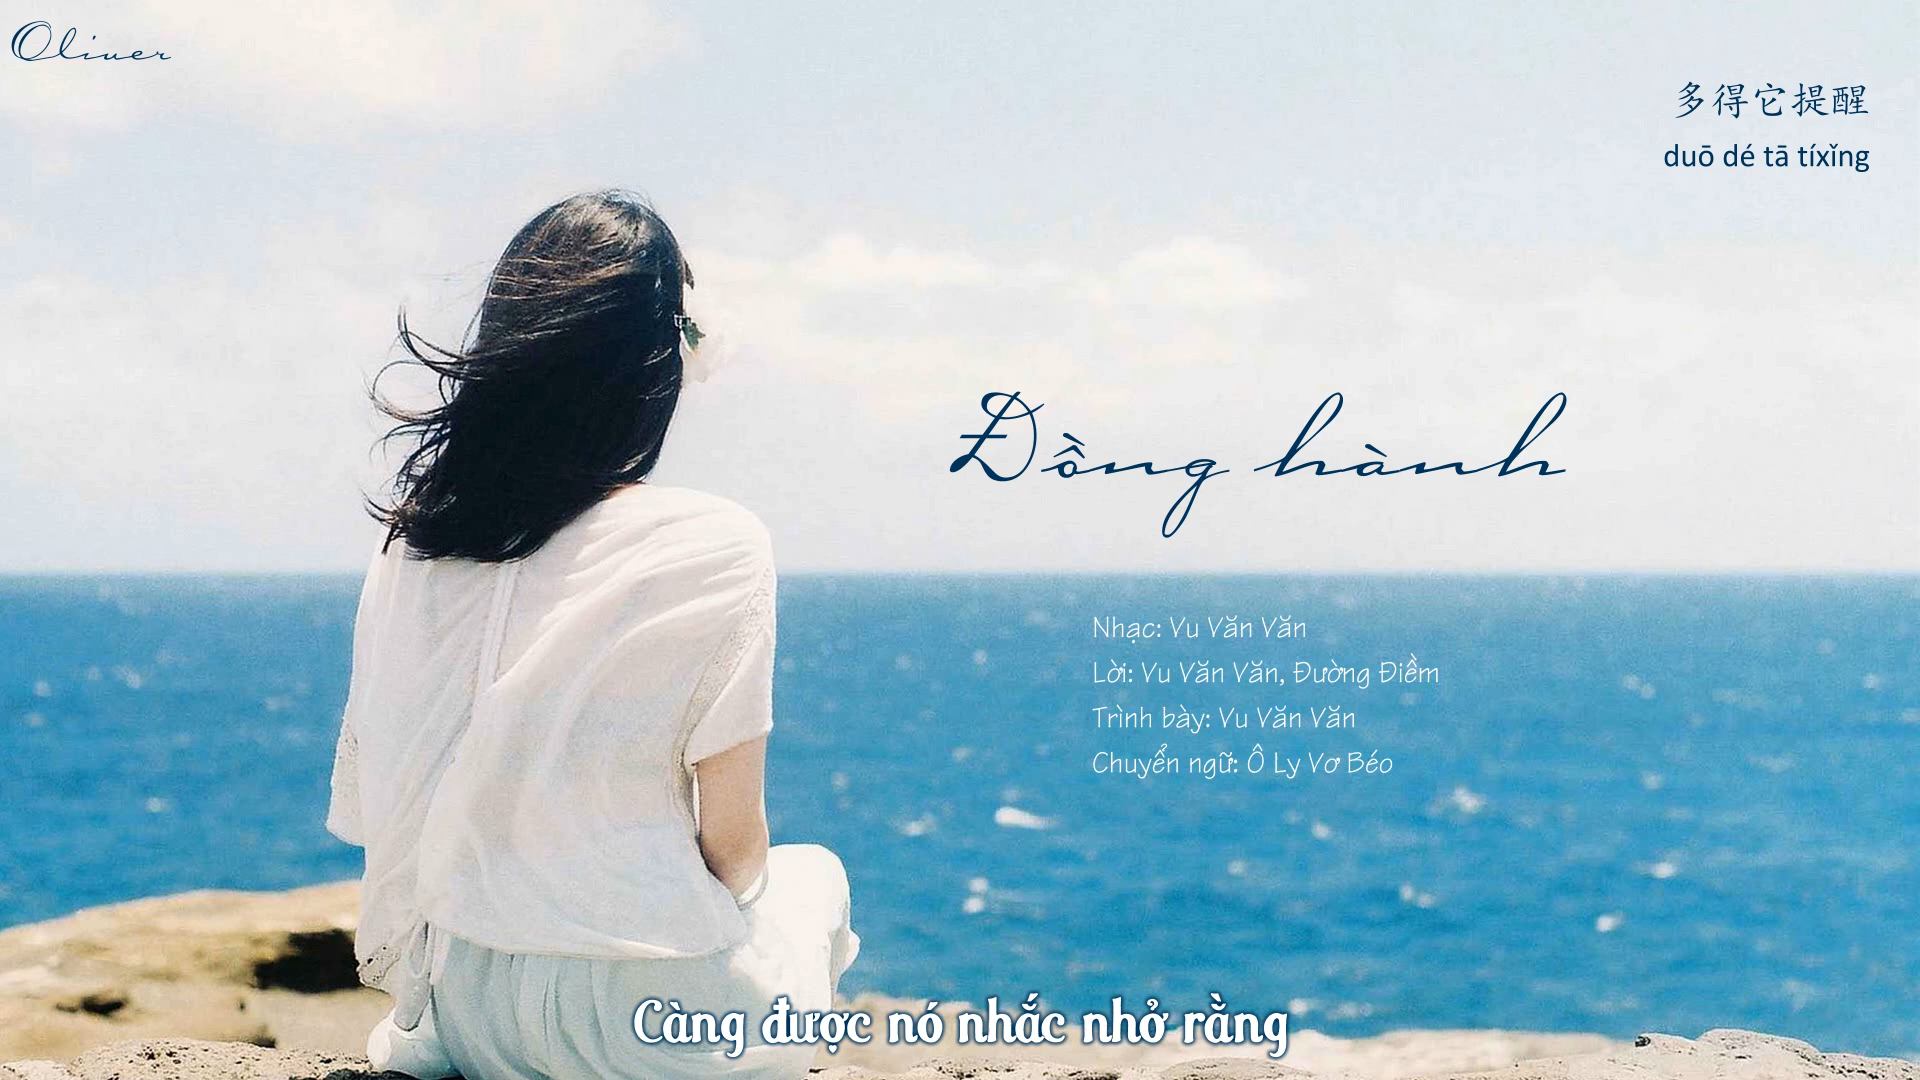 Oliver
多得它提醒
duō dé tā tíxǐng
Đồng hành
Nhạc: Vu Văn Văn
Lời: Vu Văn Văn, Đường Điềm
Trình bày: Vu Văn Văn
Chuyển ngữ: Ô Ly Vơ Béo
Càng được nó nhắc nhở rằng